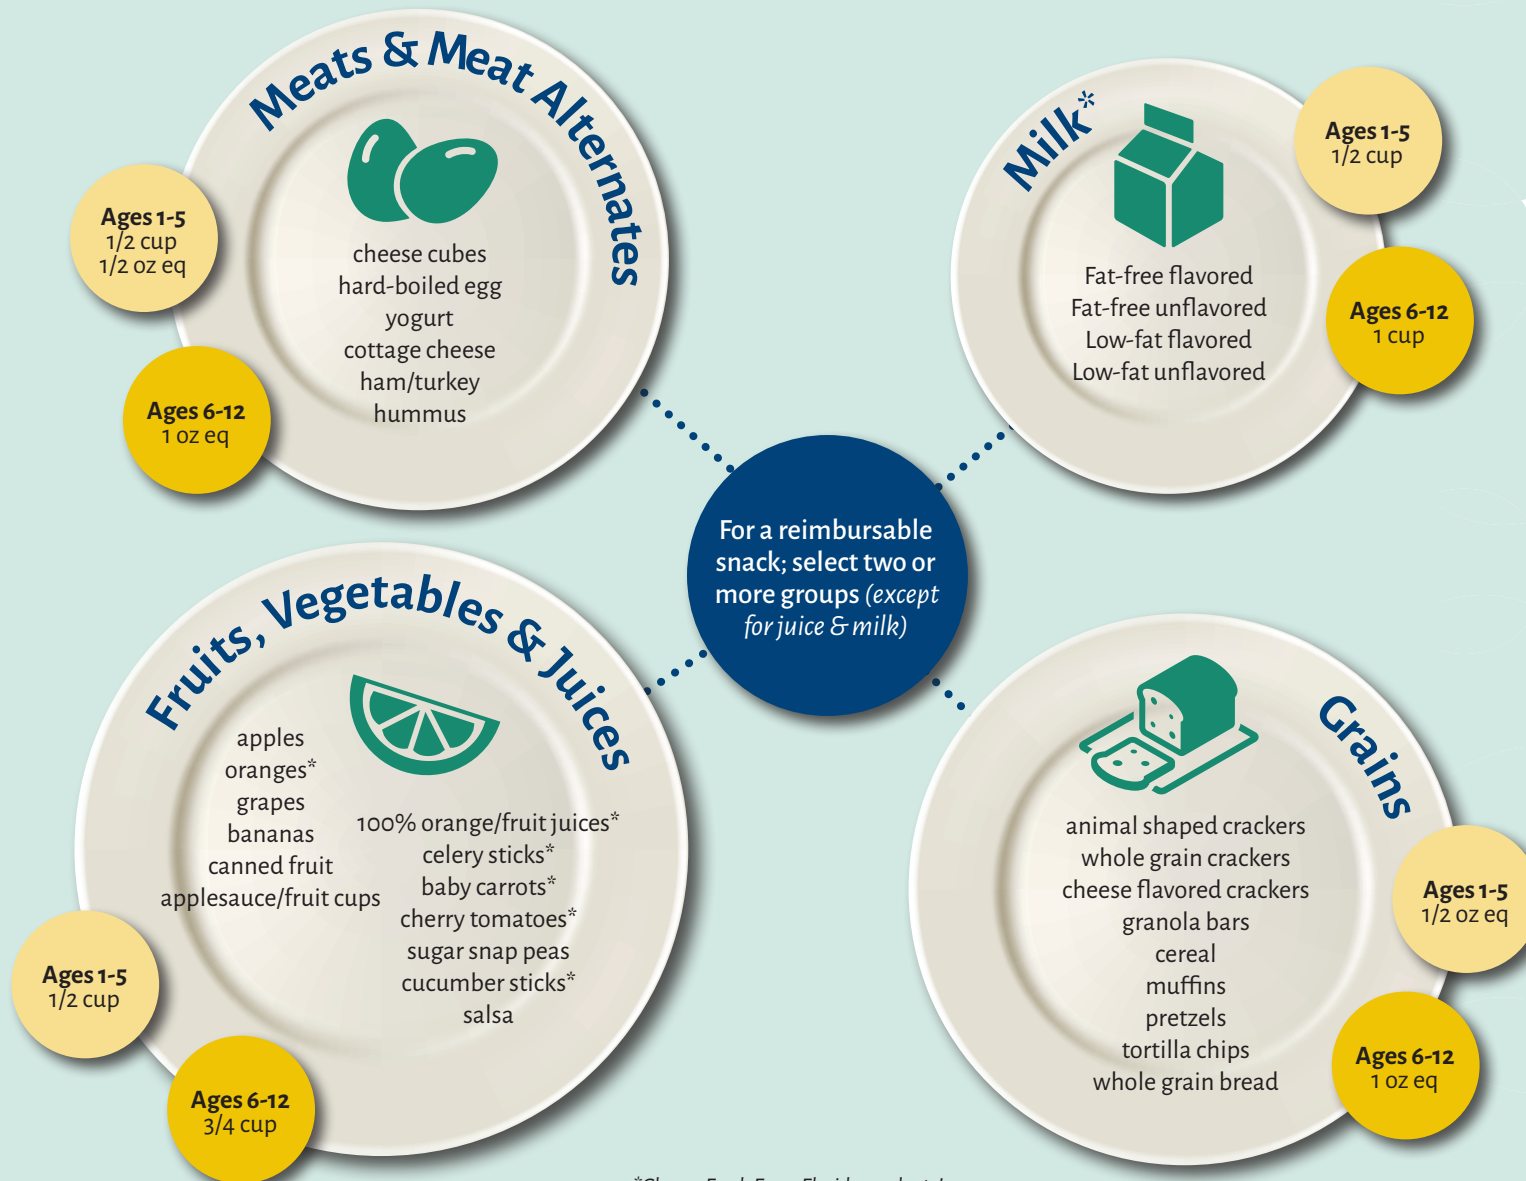 Meats & Meat Alternates
cheese cubes
hard-boiled egg
yogurt
cottage cheese
ham/turkey
hummus
Ages 1-5
1/2 cup
1/2 oz eq
Ages 6-12
1 oz eq
Milk*
Fat-free flavored
Fat-free unflavored
Low-fat flavored
Low-fat unflavored
Ages 1-5
1/2 cup
Ages 6-12
1 cup
For a reimbursable
snack; select two or
more groups (except
for juice & milk)
Fruits, Vegetables & Juices
apples
oranges*
grapes
bananas
canned fruit
applesauce/fruit cups
100% orange/fruit juices*
celery sticks*
baby carrots*
cherry tomatoes*
sugar snap peas
cucumber sticks*
salsa
Ages 1-5
1/2 cup
Ages 6-12
3/4 cup
Grains
animal shaped crackers
whole grain crackers
cheese flavored crackers
granola bars
cereal
muffins
pretzels
tortilla chips
whole grain bread
Ages 1-5
1/2 oz eq
Ages 6-12
1 oz eq